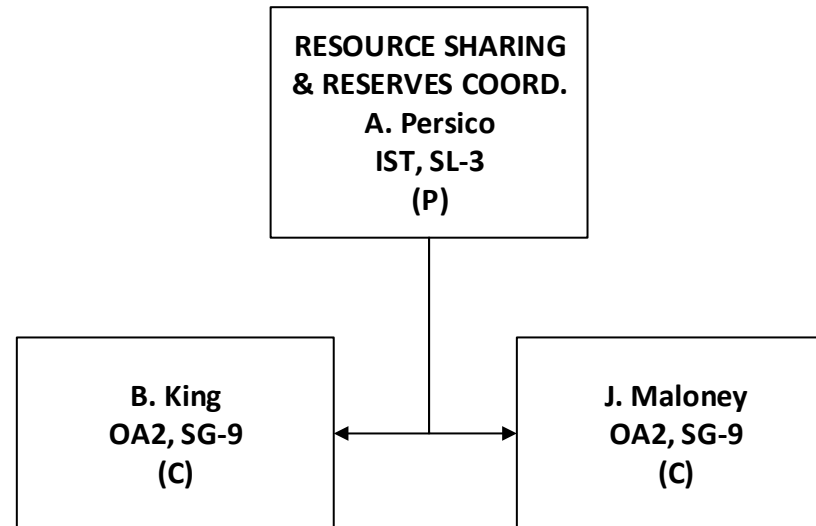 RESOURCE SHARING
& RESERVES COORD.
A. Persico
IST, SL-3
(P)
B. King
OA2, SG-9
(C)
J. Maloney
OA2, SG-9
(C)